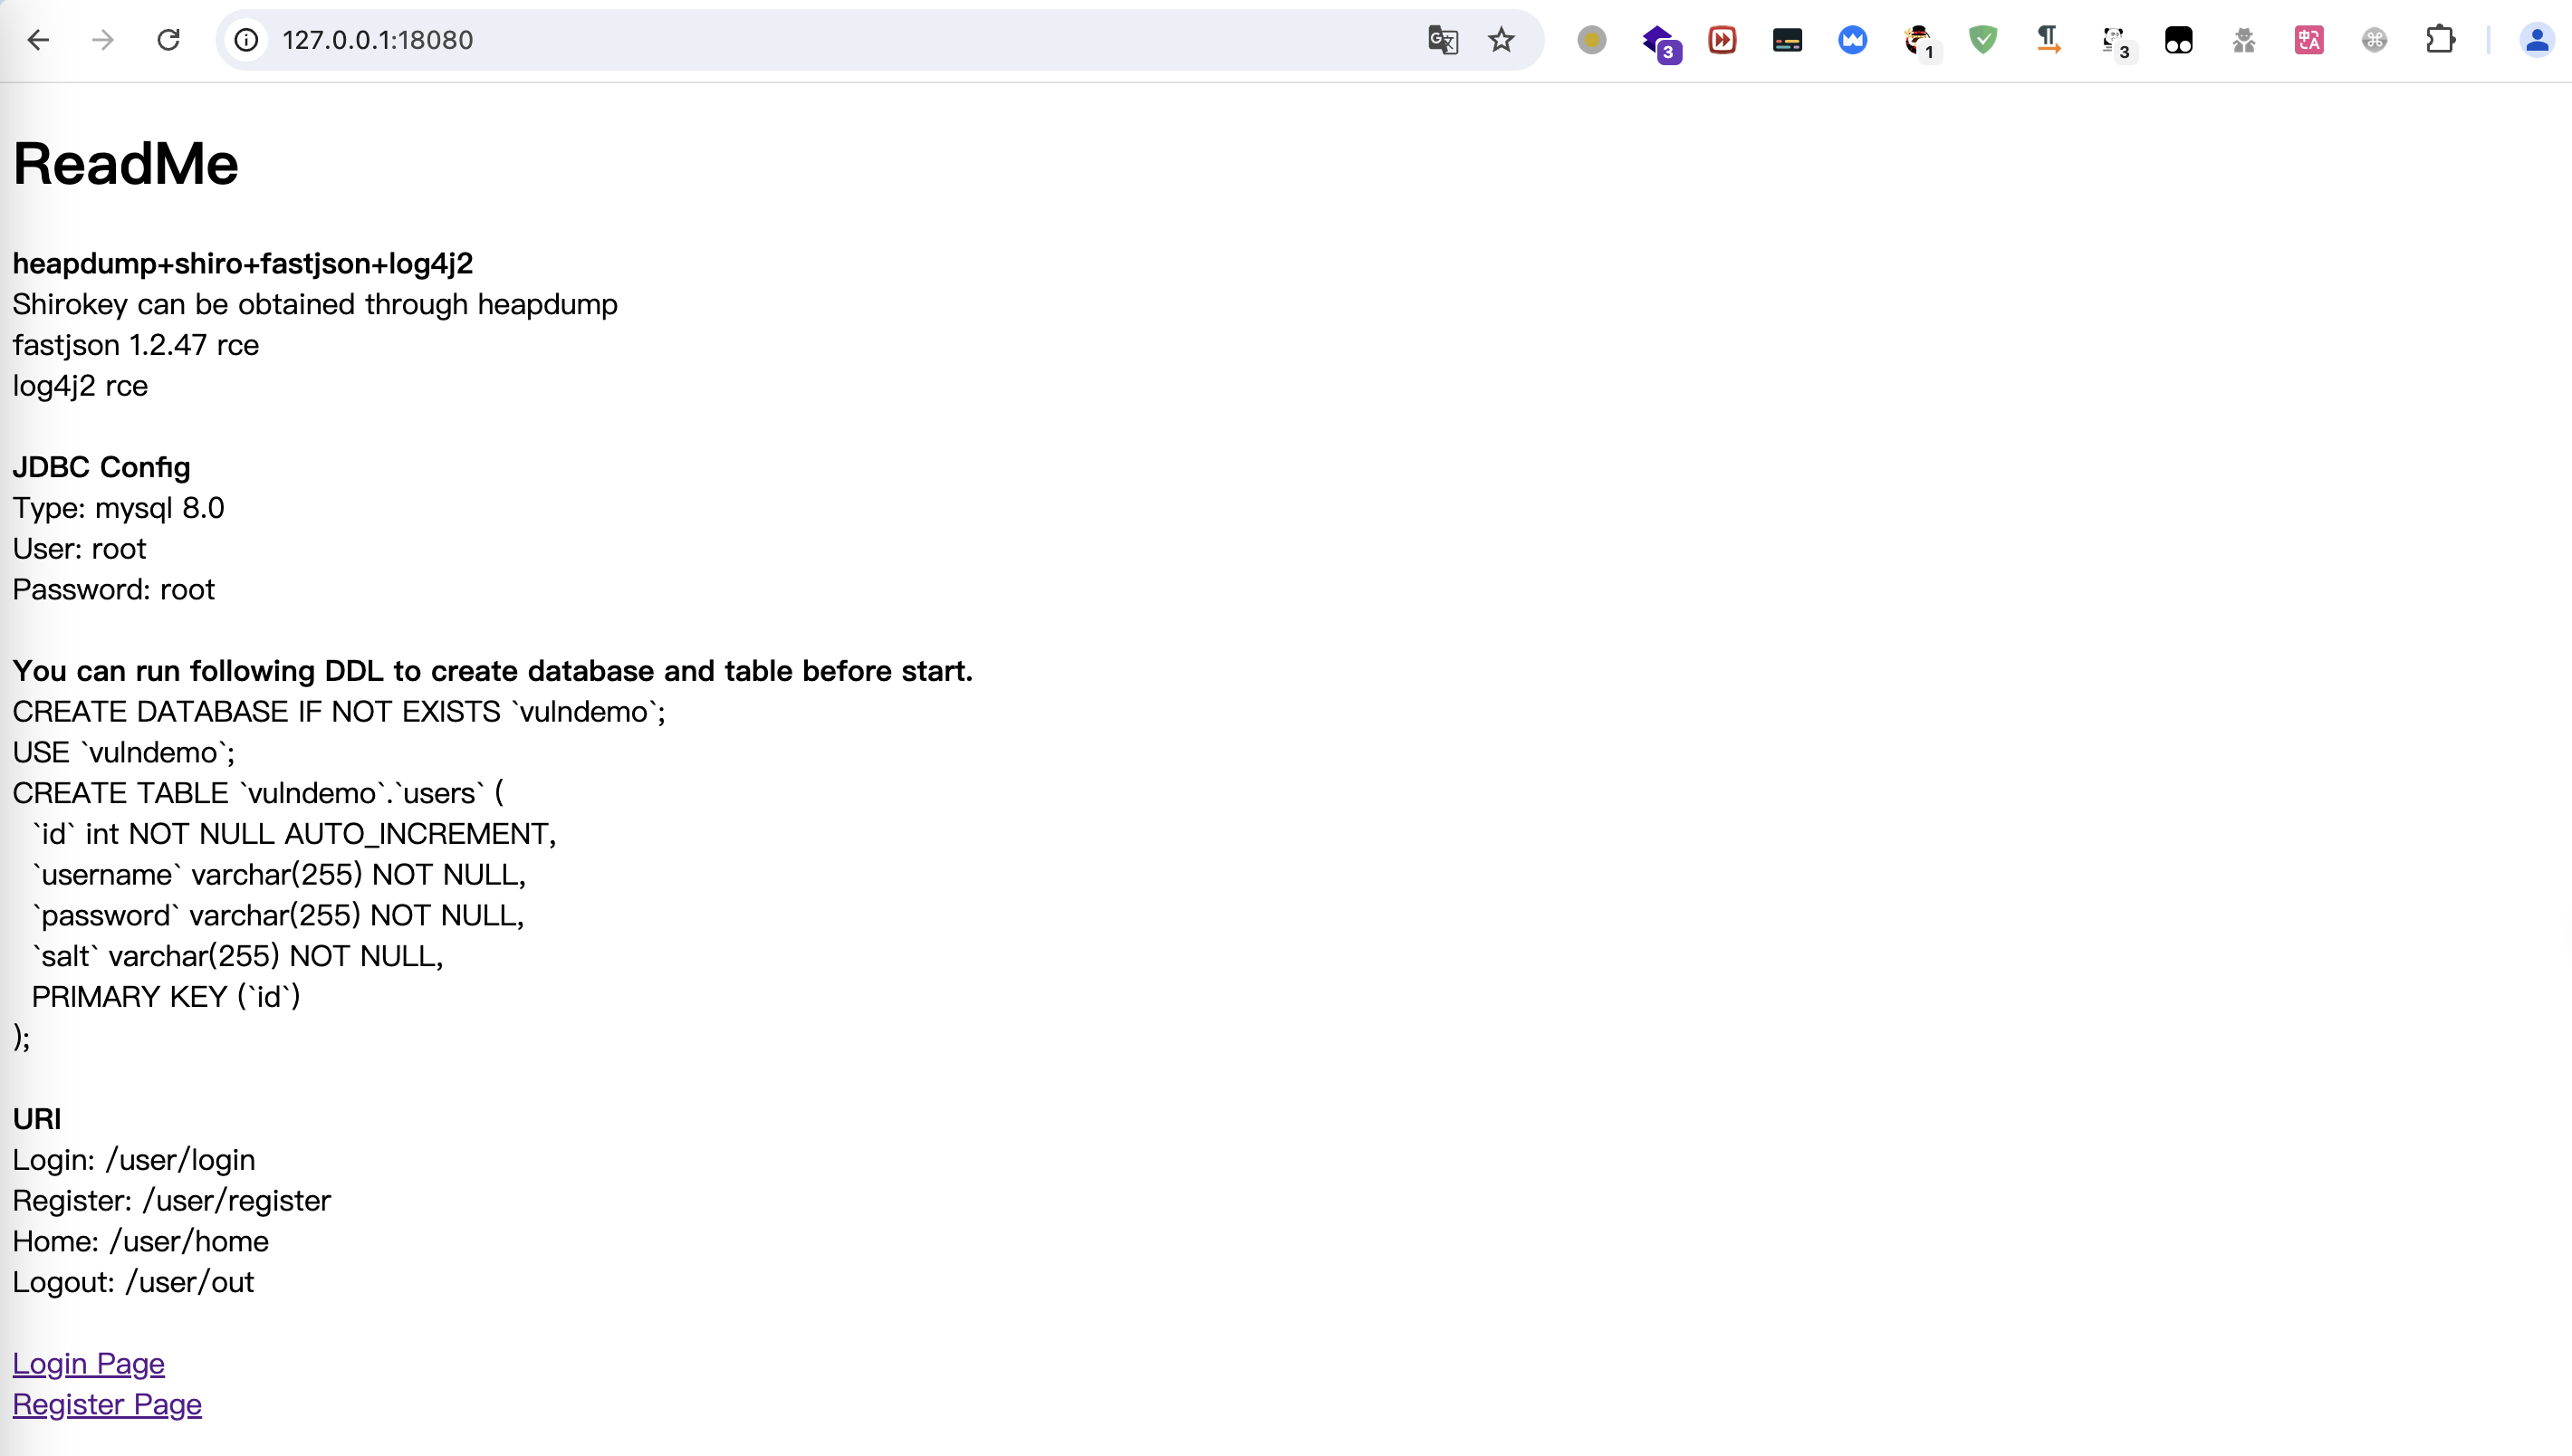 127.0.0.1:18080
3
1
3
ReadMe
heapdump+shiro+fastjson+log4j2
Shirokey can be obtained through heapdump
fastjson 1.2.47 rce
log4j2 rce
JDBC Config
Type: mysql 8.0
User: root
Password: root
You can run following DDL to create database and table before start.
CREATE DATABASE IF NOT EXISTS `vulndemo`;
USE `vulndemo`;
CREATE TABLE `vulndemo`.`users` (
`id` int NOT NULL AUTO_INCREMENT,
`username` varchar(255) NOT NULL,
`password` varchar(255) NOT NULL,
`salt` varchar(255) NOT NULL,
PRIMARY KEY (`id`)
);
URI
Login: /user/login
Register: /user/register
Home: /user/home
Logout: /user/out
Login Page
Register Page